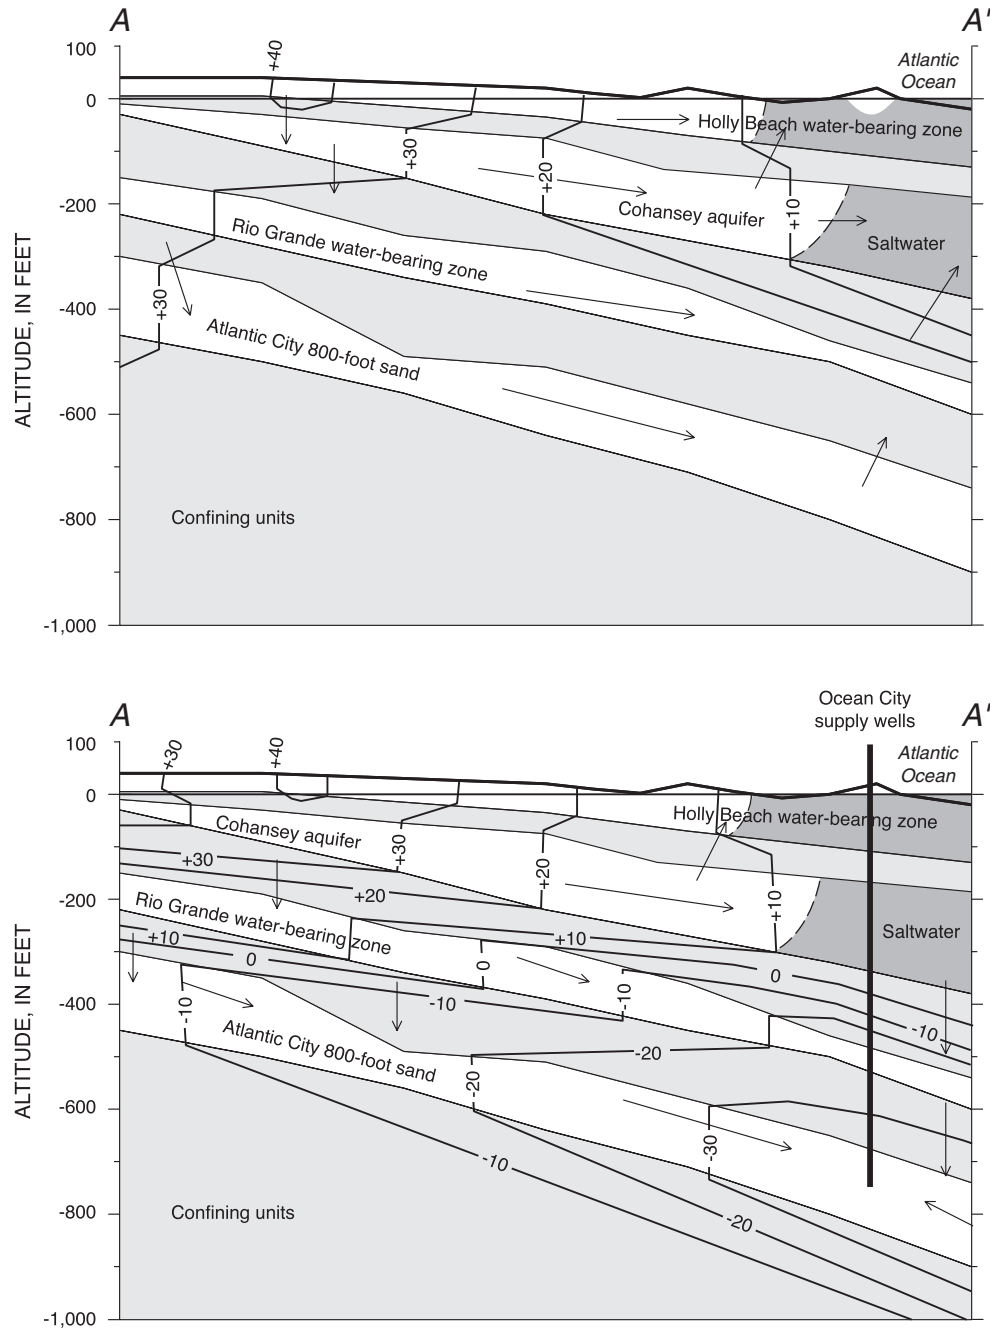 A
A'
100
0
-200
-400
-600
-800
-1,000
ALTITUDE, IN FEET
+40
Atlantic
Ocean
Holly Beach water-bearing zone
+30
+20
+10
Cohansey aquifer
Saltwater
Rio Grande water-bearing zone
+30
Atlantic City 800-foot sand
Confining units
Ocean City
supply wells
A
A'
100
0
-200
-400
-600
-800
-1,000
ALTITUDE, IN FEET
+30
+40
Atlantic
Ocean
Holly Beach water-bearing zone
Cohansey aquifer
+30
+30
+20
+20
+10
Rio Grande water-bearing zone
Saltwater
+10
+10
0
0
0
-10
-10
-10
-10
-20
Atlantic City 800-foot sand
-20
-30
-10
-20
Confining units